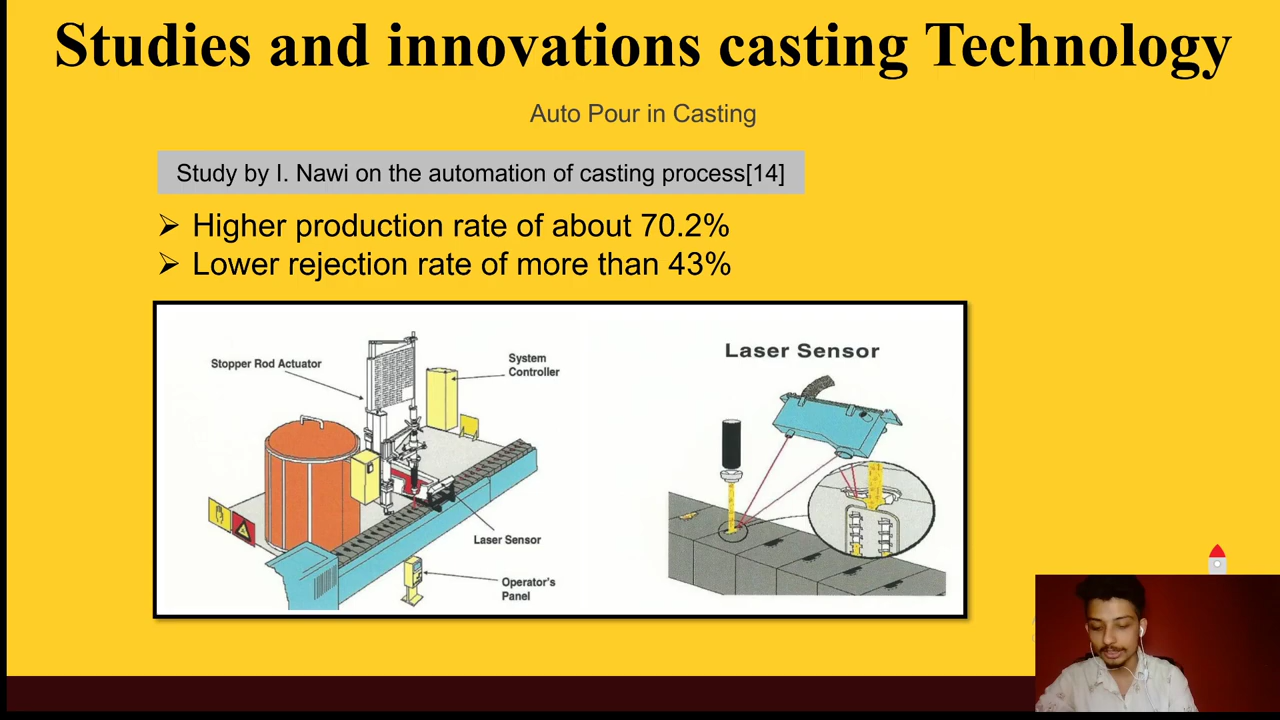 Studies and innovations casting Technology
Auto Pour in Casting
Study by I. Nawi on the automation of casting process[14]
➢ Higher production rate of about 70.2%
➢ Lower rejection rate of more than 43%
Stopper Rod Actuator
System
Controller
Laser Sensor
Operator's
Panel
Laser Sensor